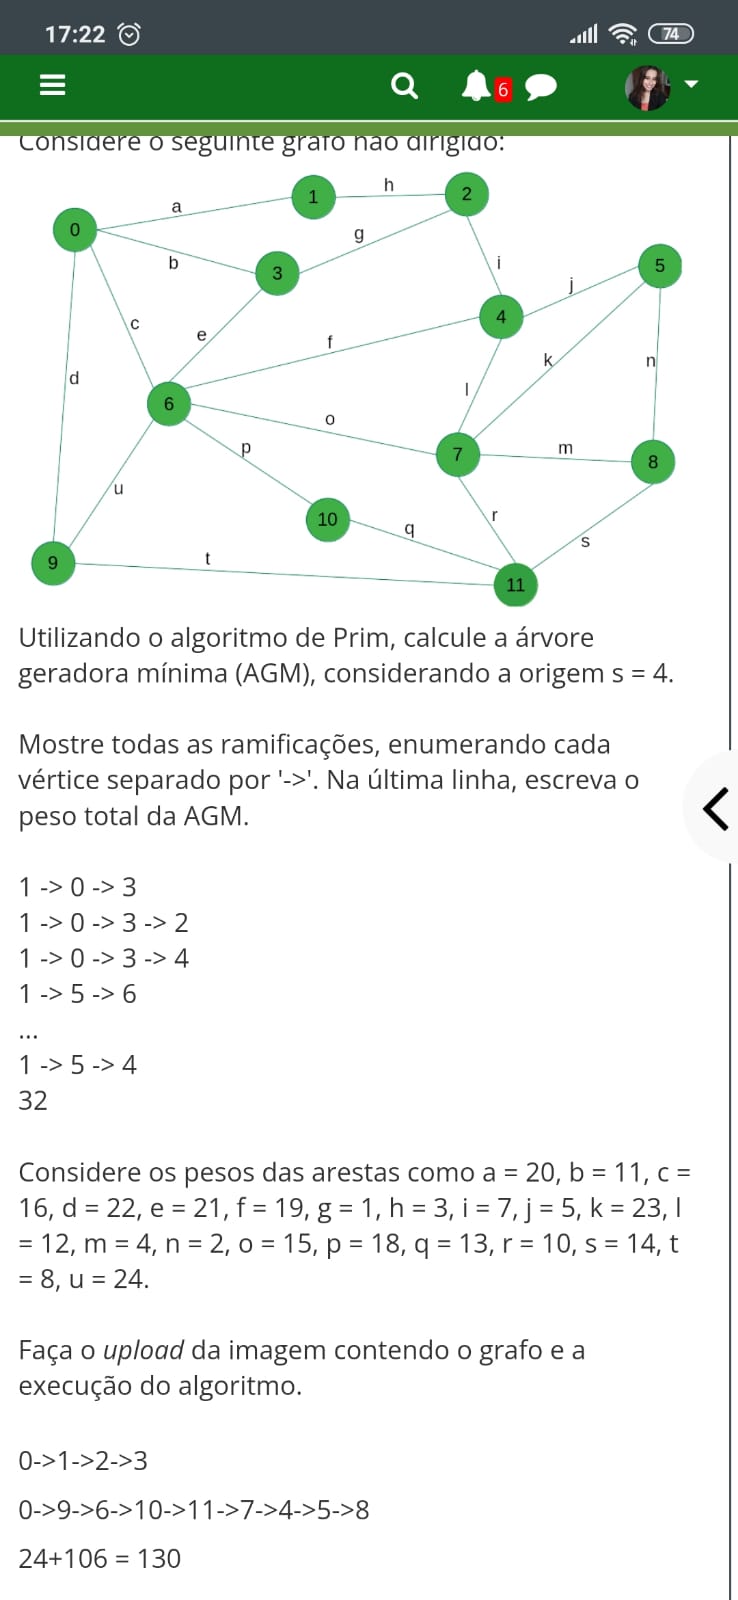 17:22
74
6
Considere o seguinte grafo não dirigido:
1
h
2
a
0
g
b
3
i
5
j
4
c
e
f
k
n
d
l
6
o
p
7
m
8
u
r
10
q
s
9
t
11
Utilizando o algoritmo de Prim, calcule a árvore
geradora mínima (AGM), considerando a origem s = 4.
Mostre todas as ramificações, enumerando cada
vértice separado por '->'. Na última linha, escreva o
peso total da AGM.
1 -> 0 -> 3
1 -> 0 -> 3 -> 2
1 -> 0 -> 3 -> 4
1 -> 5 -> 6
...
1 -> 5 -> 4
32
Considere os pesos das arestas como a = 20, b = 11, c =
16, d = 22, e = 21, f = 19, g = 1, h = 3, i = 7, j = 5, k = 23, l
= 12, m = 4, n = 2, o = 15, p = 18, q = 13, r = 10, s = 14, t
= 8, u = 24.
Faça o upload da imagem contendo o grafo e a
execução do algoritmo.
0->1->2->3
0->9->6->10->11->7->4->5->8
24+106 = 130